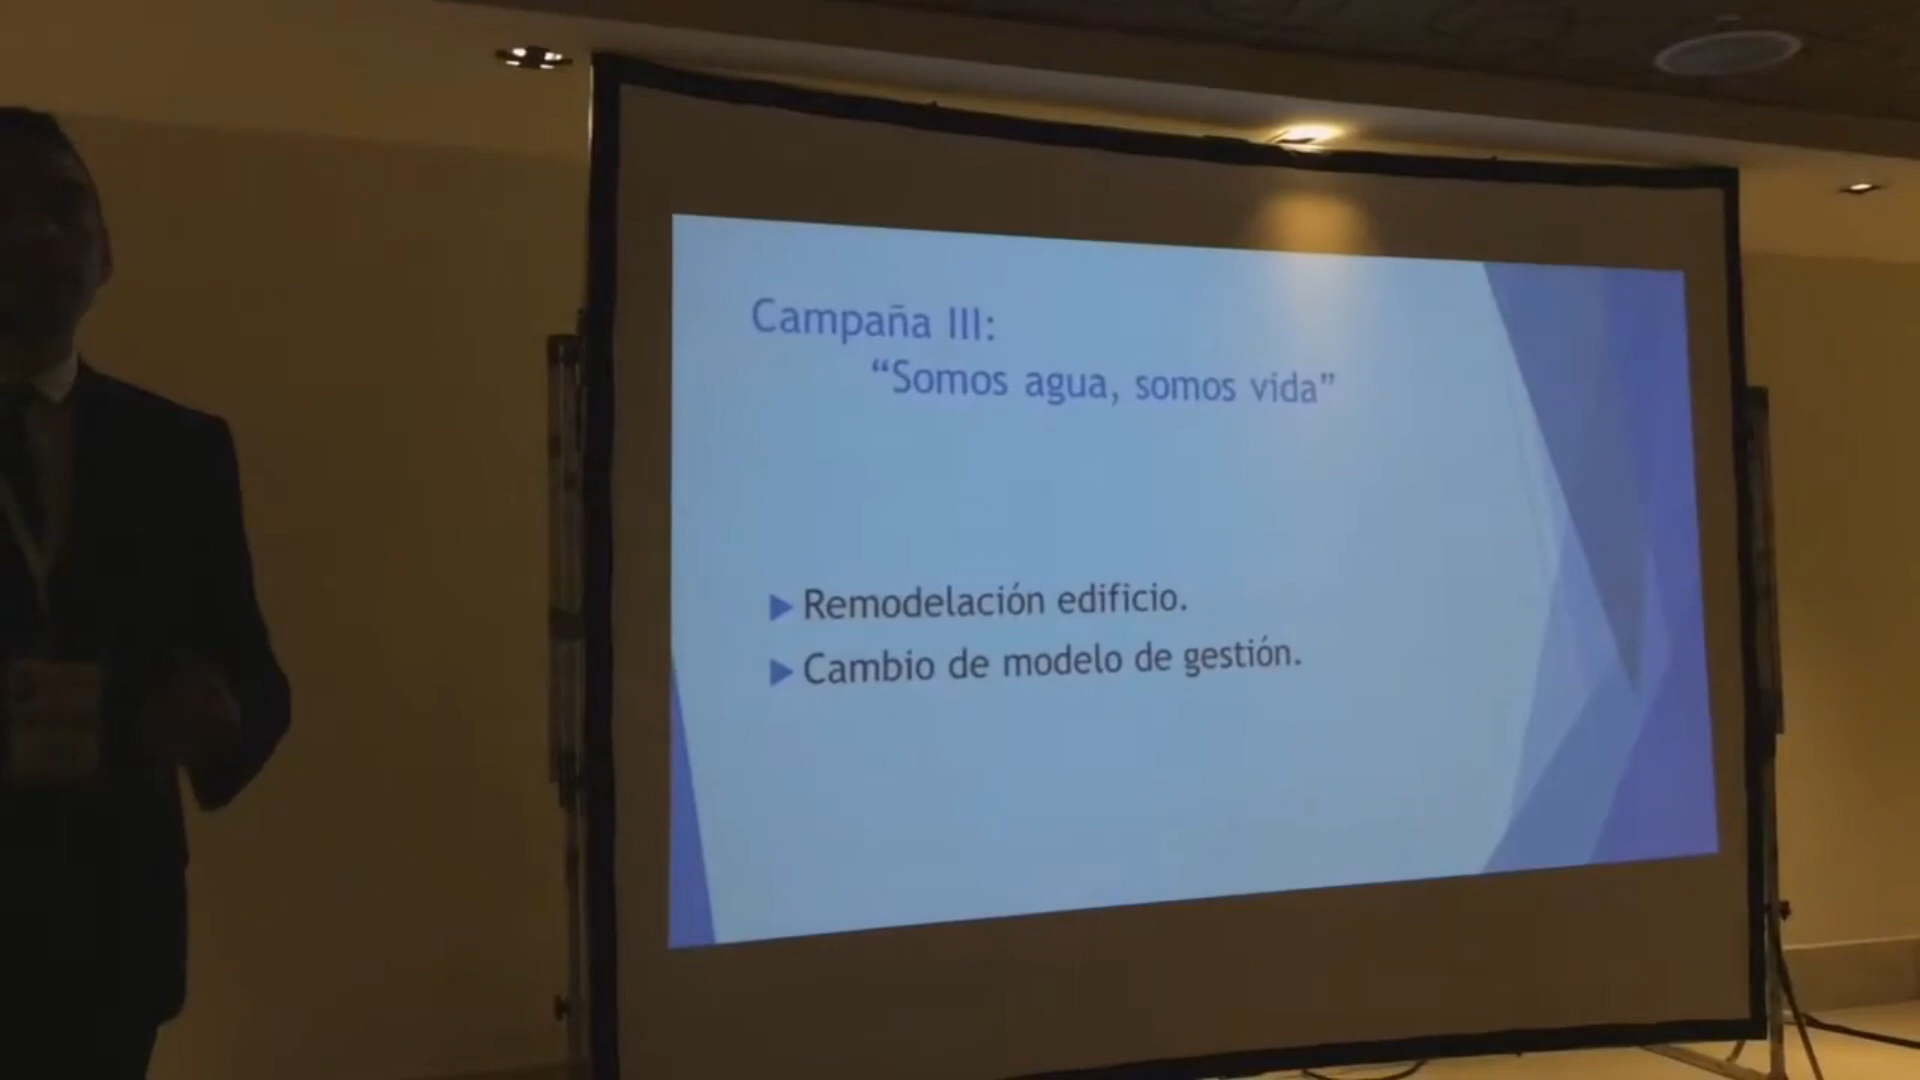 Campaña III:
“Somos agua, somos vida”
Remodelación edificio.
Cambio de modelo de gestión.